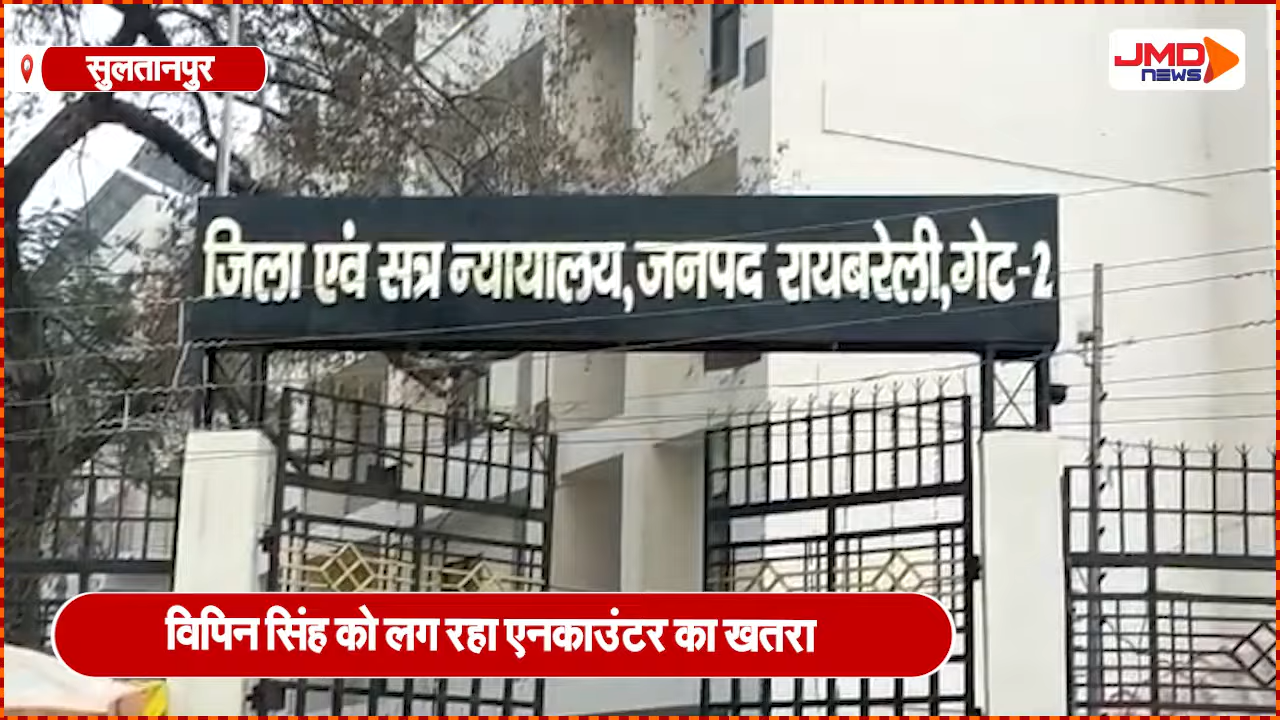 सुलतानपुर
JMD
NEWS
जिला एवं सत्र न्यायालय,जनपद रायबरेली,गेट-2
विपिन सिंह को लग रहा एनकाउंटर का खतरा